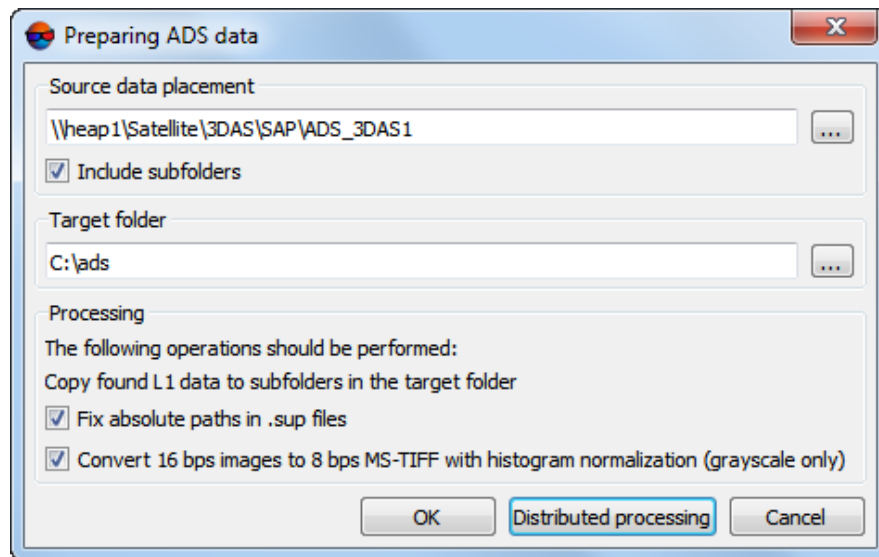 Preparing ADS data
Source data placement
\\heap1\Satellite\3DAS\SAP\ADS_3DAS1
...
Include subfolders
Target folder
C:\ads
...
Processing
The following operations should be performed:
Copy found L1 data to subfolders in the target folder
Fix absolute paths in .sup files
Convert 16 bps images to 8 bps MS-TIFF with histogram normalization (grayscale only)
OK Distributed processing Cancel